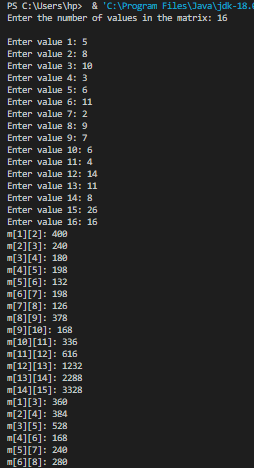 PS C:\Users\hp>  & 'C:\Program Files\Java\jdk-18.0
Enter the number of values in the matrix: 16
Enter value 1: 5
Enter value 2: 8
Enter value 3: 10
Enter value 4: 3
Enter value 5: 6
Enter value 6: 11
Enter value 7: 2
Enter value 8: 9
Enter value 9: 7
Enter value 10: 6
Enter value 11: 4
Enter value 12: 14
Enter value 13: 11
Enter value 14: 8
Enter value 15: 26
Enter value 16: 16
m[1][2]: 400
m[2][3]: 240
m[3][4]: 180
m[4][5]: 198
m[5][6]: 132
m[6][7]: 198
m[7][8]: 126
m[8][9]: 378
m[9][10]: 168
m[10][11]: 336
m[11][12]: 616
m[12][13]: 1232
m[13][14]: 2288
m[14][15]: 3328
m[1][3]: 360
m[2][4]: 384
m[3][5]: 528
m[4][6]: 168
m[5][7]: 240
m[6][8]: 280